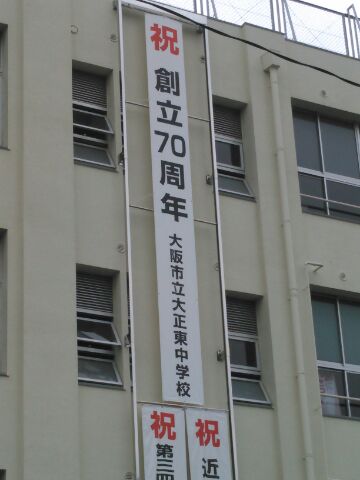 祝 創立70周年 大阪市立大正東中学校
祝 第三四
祝 近